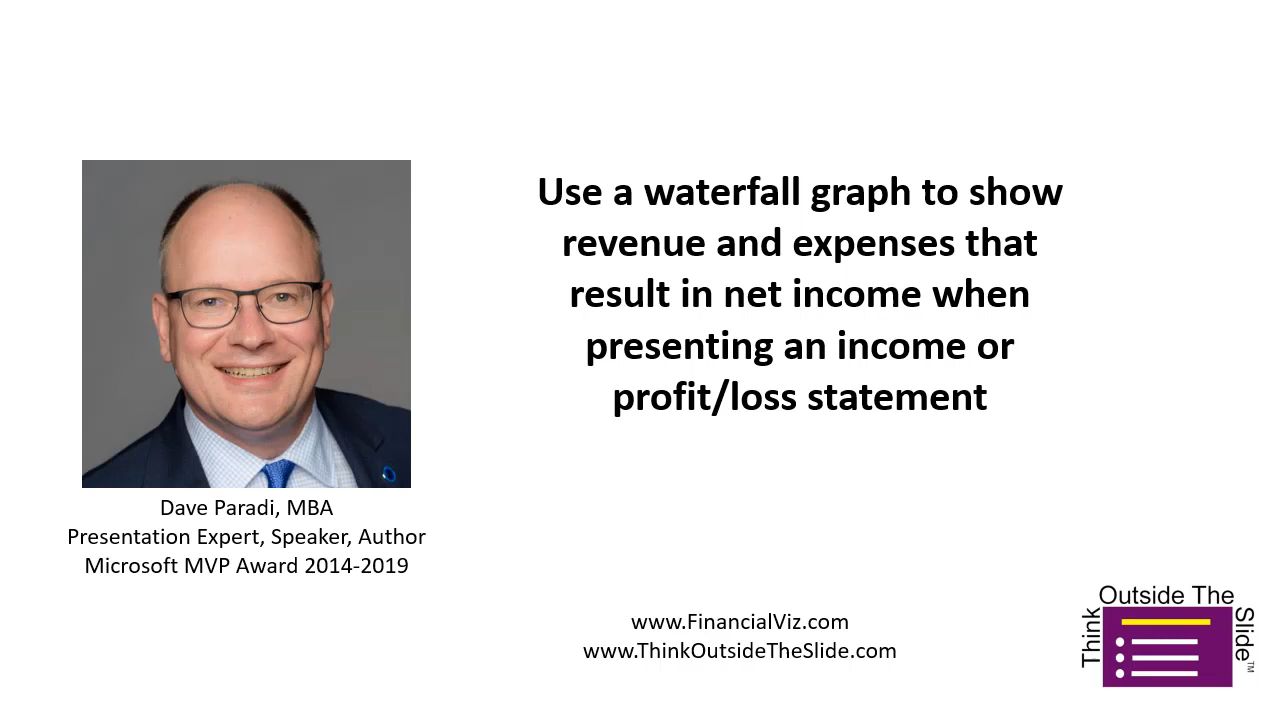 Use a waterfall graph to show
revenue and expenses that
result in net income when
presenting an income or
profit/loss statement
Dave Paradi, MBA
Presentation Expert, Speaker, Author
Microsoft MVP Award 2014-2019
www.FinancialViz.com
www.ThinkOutsideTheSlide.com
Think
Outside The
Slide™